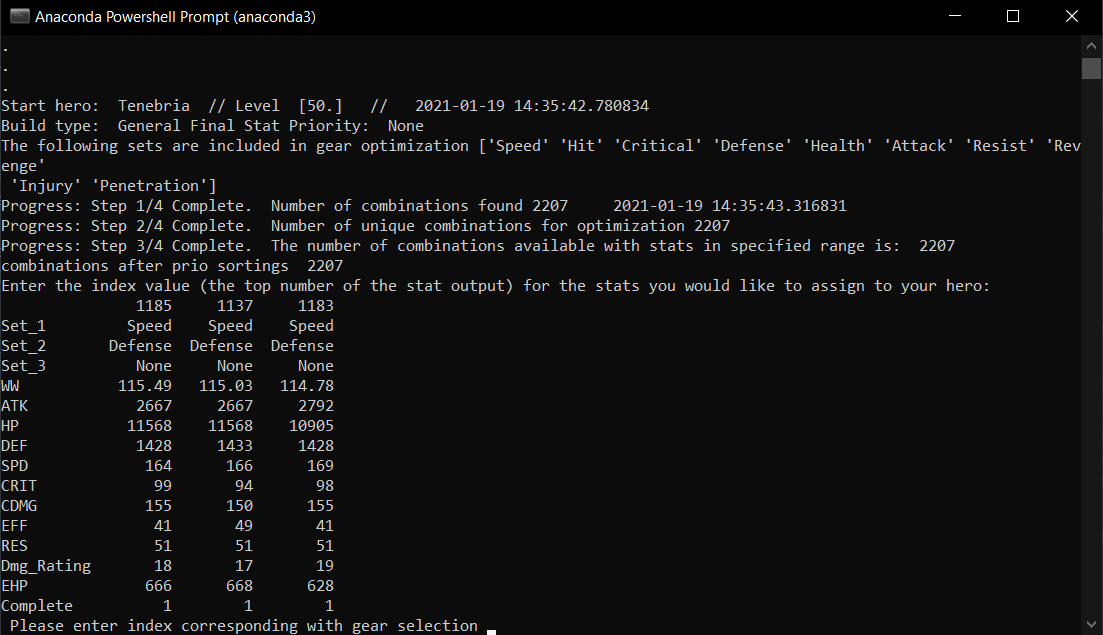 Anaconda Powershell Prompt (anaconda3)
.
.
.
Start hero:  Tenebria  // Level  [50.]   //   2021-01-19 14:35:42.780834
Build type:  General Final Stat Priority:  None
The following sets are included in gear optimization ['Speed' 'Hit' 'Critical' 'Defense' 'Health' 'Attack' 'Resist' 'Rev
enge'
 'Injury' 'Penetration']
Progress: Step 1/4 Complete.  Number of combinations found 2207     2021-01-19 14:35:43.316831
Progress: Step 2/4 Complete.  Number of unique combinations for optimization 2207
Progress: Step 3/4 Complete.  The number of combinations available with stats in specified range is:  2207
combinations after prio sortings  2207
Enter the index value (the top number of the stat output) for the stats you would like to assign to your hero:
               1185     1137     1183
Set_1         Speed    Speed    Speed
Set_2       Defense  Defense  Defense
Set_3          None     None     None
WW           115.49   115.03   114.78
ATK            2667     2667     2792
HP            11568    11568    10905
DEF            1428     1433     1428
SPD             164      166      169
CRIT             99       94       98
CDMG            155      150      155
EFF              41       49       41
RES              51       51       51
Dmg_Rating       18       17       19
EHP             666      668      628
Complete          1        1        1
 Please enter index corresponding with gear selection